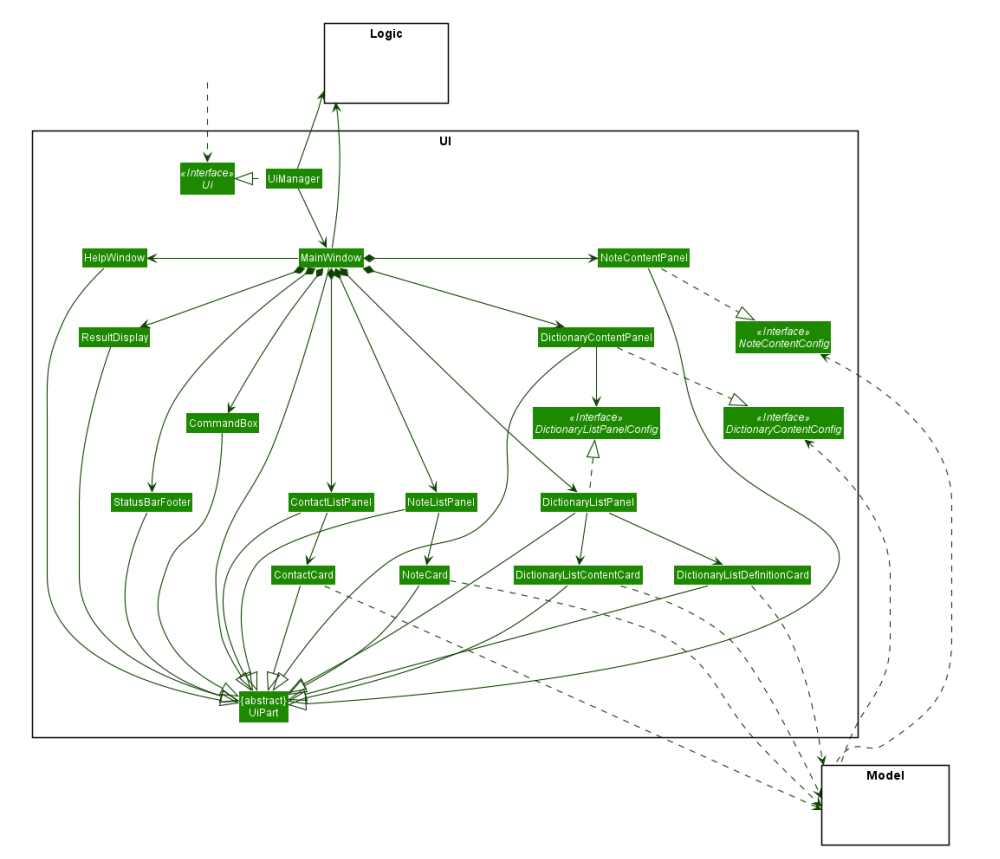 Logic
UI
«Interface»
Ui
UiManager
HelpWindow
MainWindow
NoteContentPanel
ResultDisplay
DictionaryContentPanel
«Interface»
NoteContentConfig
CommandBox
«Interface»
DictionaryListPanelConfig
«Interface»
DictionaryContentConfig
StatusBarFooter
ContactListPanel
NoteListPanel
DictionaryListPanel
ContactCard
NoteCard
DictionaryListContentCard
DictionaryListDefinitionCard
{abstract}
UiPart
Model